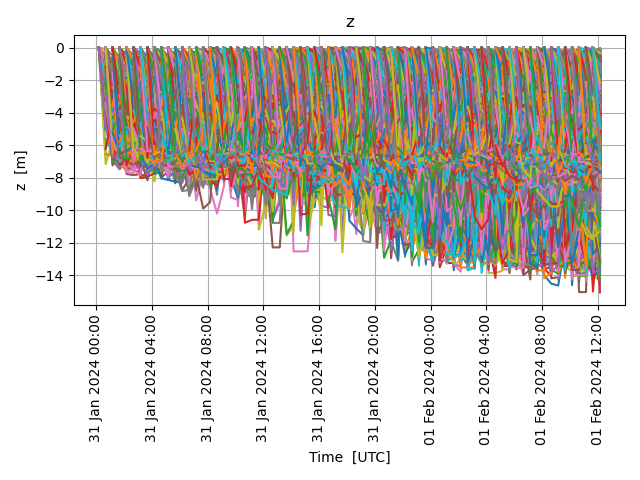 z
0
−2
−4
−6
−8
−10
−12
−14
z [m]
31 Jan 2024 00:00
31 Jan 2024 04:00
31 Jan 2024 08:00
31 Jan 2024 12:00
31 Jan 2024 16:00
31 Jan 2024 20:00
01 Feb 2024 00:00
01 Feb 2024 04:00
01 Feb 2024 08:00
01 Feb 2024 12:00
Time [UTC]